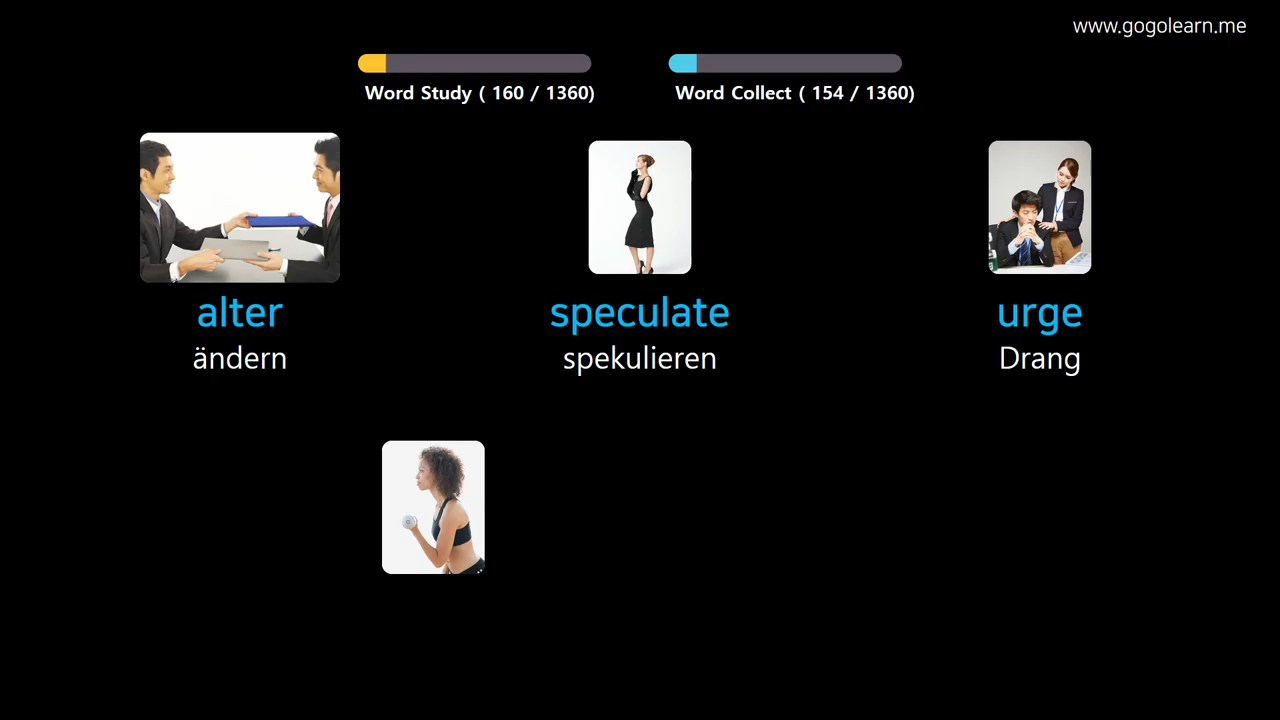 www.gogolearn.me
Word Study ( 160 / 1360)
Word Collect ( 154 / 1360)
alter
speculate
urge
ändern
spekulieren
Drang